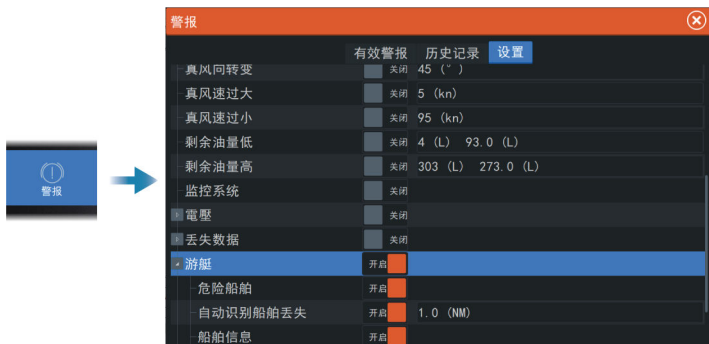 警报
警报
有效警报 历史记录 设置
真风向转变 关闭 45 (°)
真风速过大 关闭 5 (kn)
真风速过小 关闭 95 (kn)
剩余油量低 关闭 4 (L) 93.0 (L)
剩余油量高 关闭 303 (L) 273.0 (L)
监控系统 关闭
電壓 关闭
丢失数据 关闭
游艇 开启
危险船舶 开启
自动识别船舶丢失 开启 1.0 (NM)
船舶信息 开启